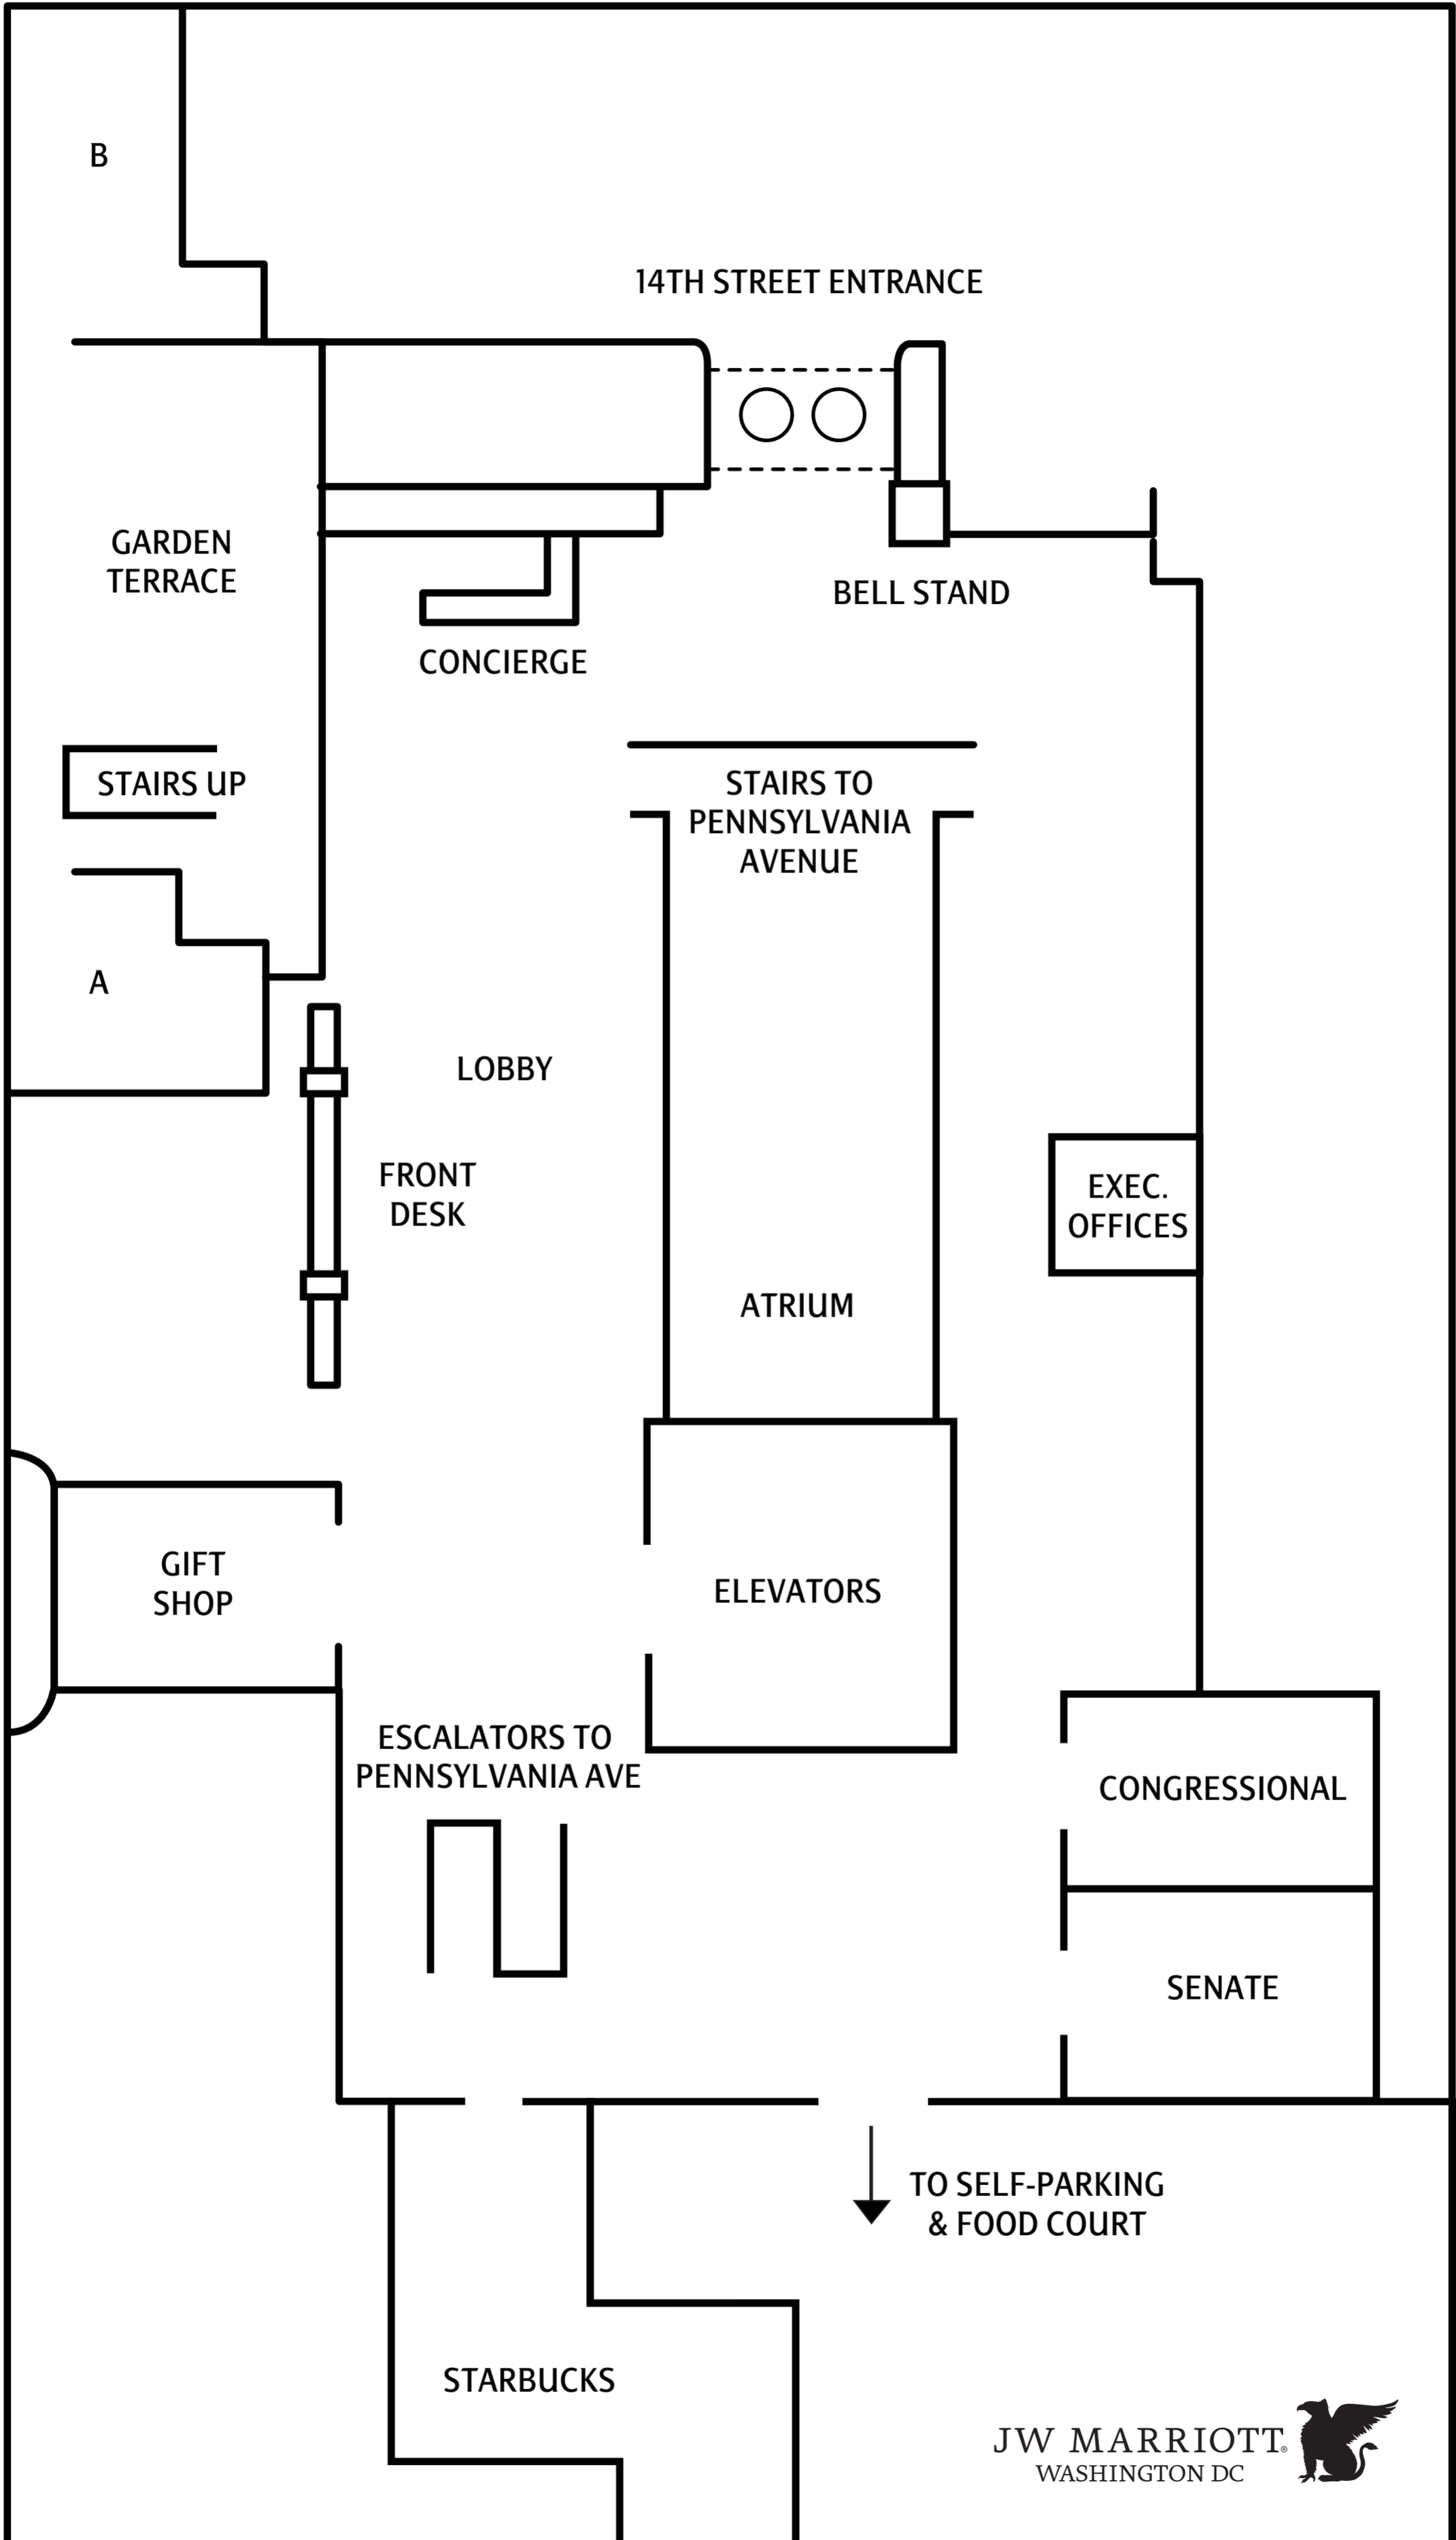 B
14TH STREET ENTRANCE
GARDEN
TERRACE
BELL STAND
CONCIERGE
STAIRS UP
STAIRS TO
PENNSYLVANIA
AVENUE
A
LOBBY
FRONT
DESK
EXEC.
OFFICES
ATRIUM
GIFT
SHOP
ELEVATORS
ESCALATORS TO
PENNSYLVANIA AVE
CONGRESSIONAL
SENATE
TO SELF-PARKING
& FOOD COURT
STARBUCKS
JW MARRIOTT®
WASHINGTON DC